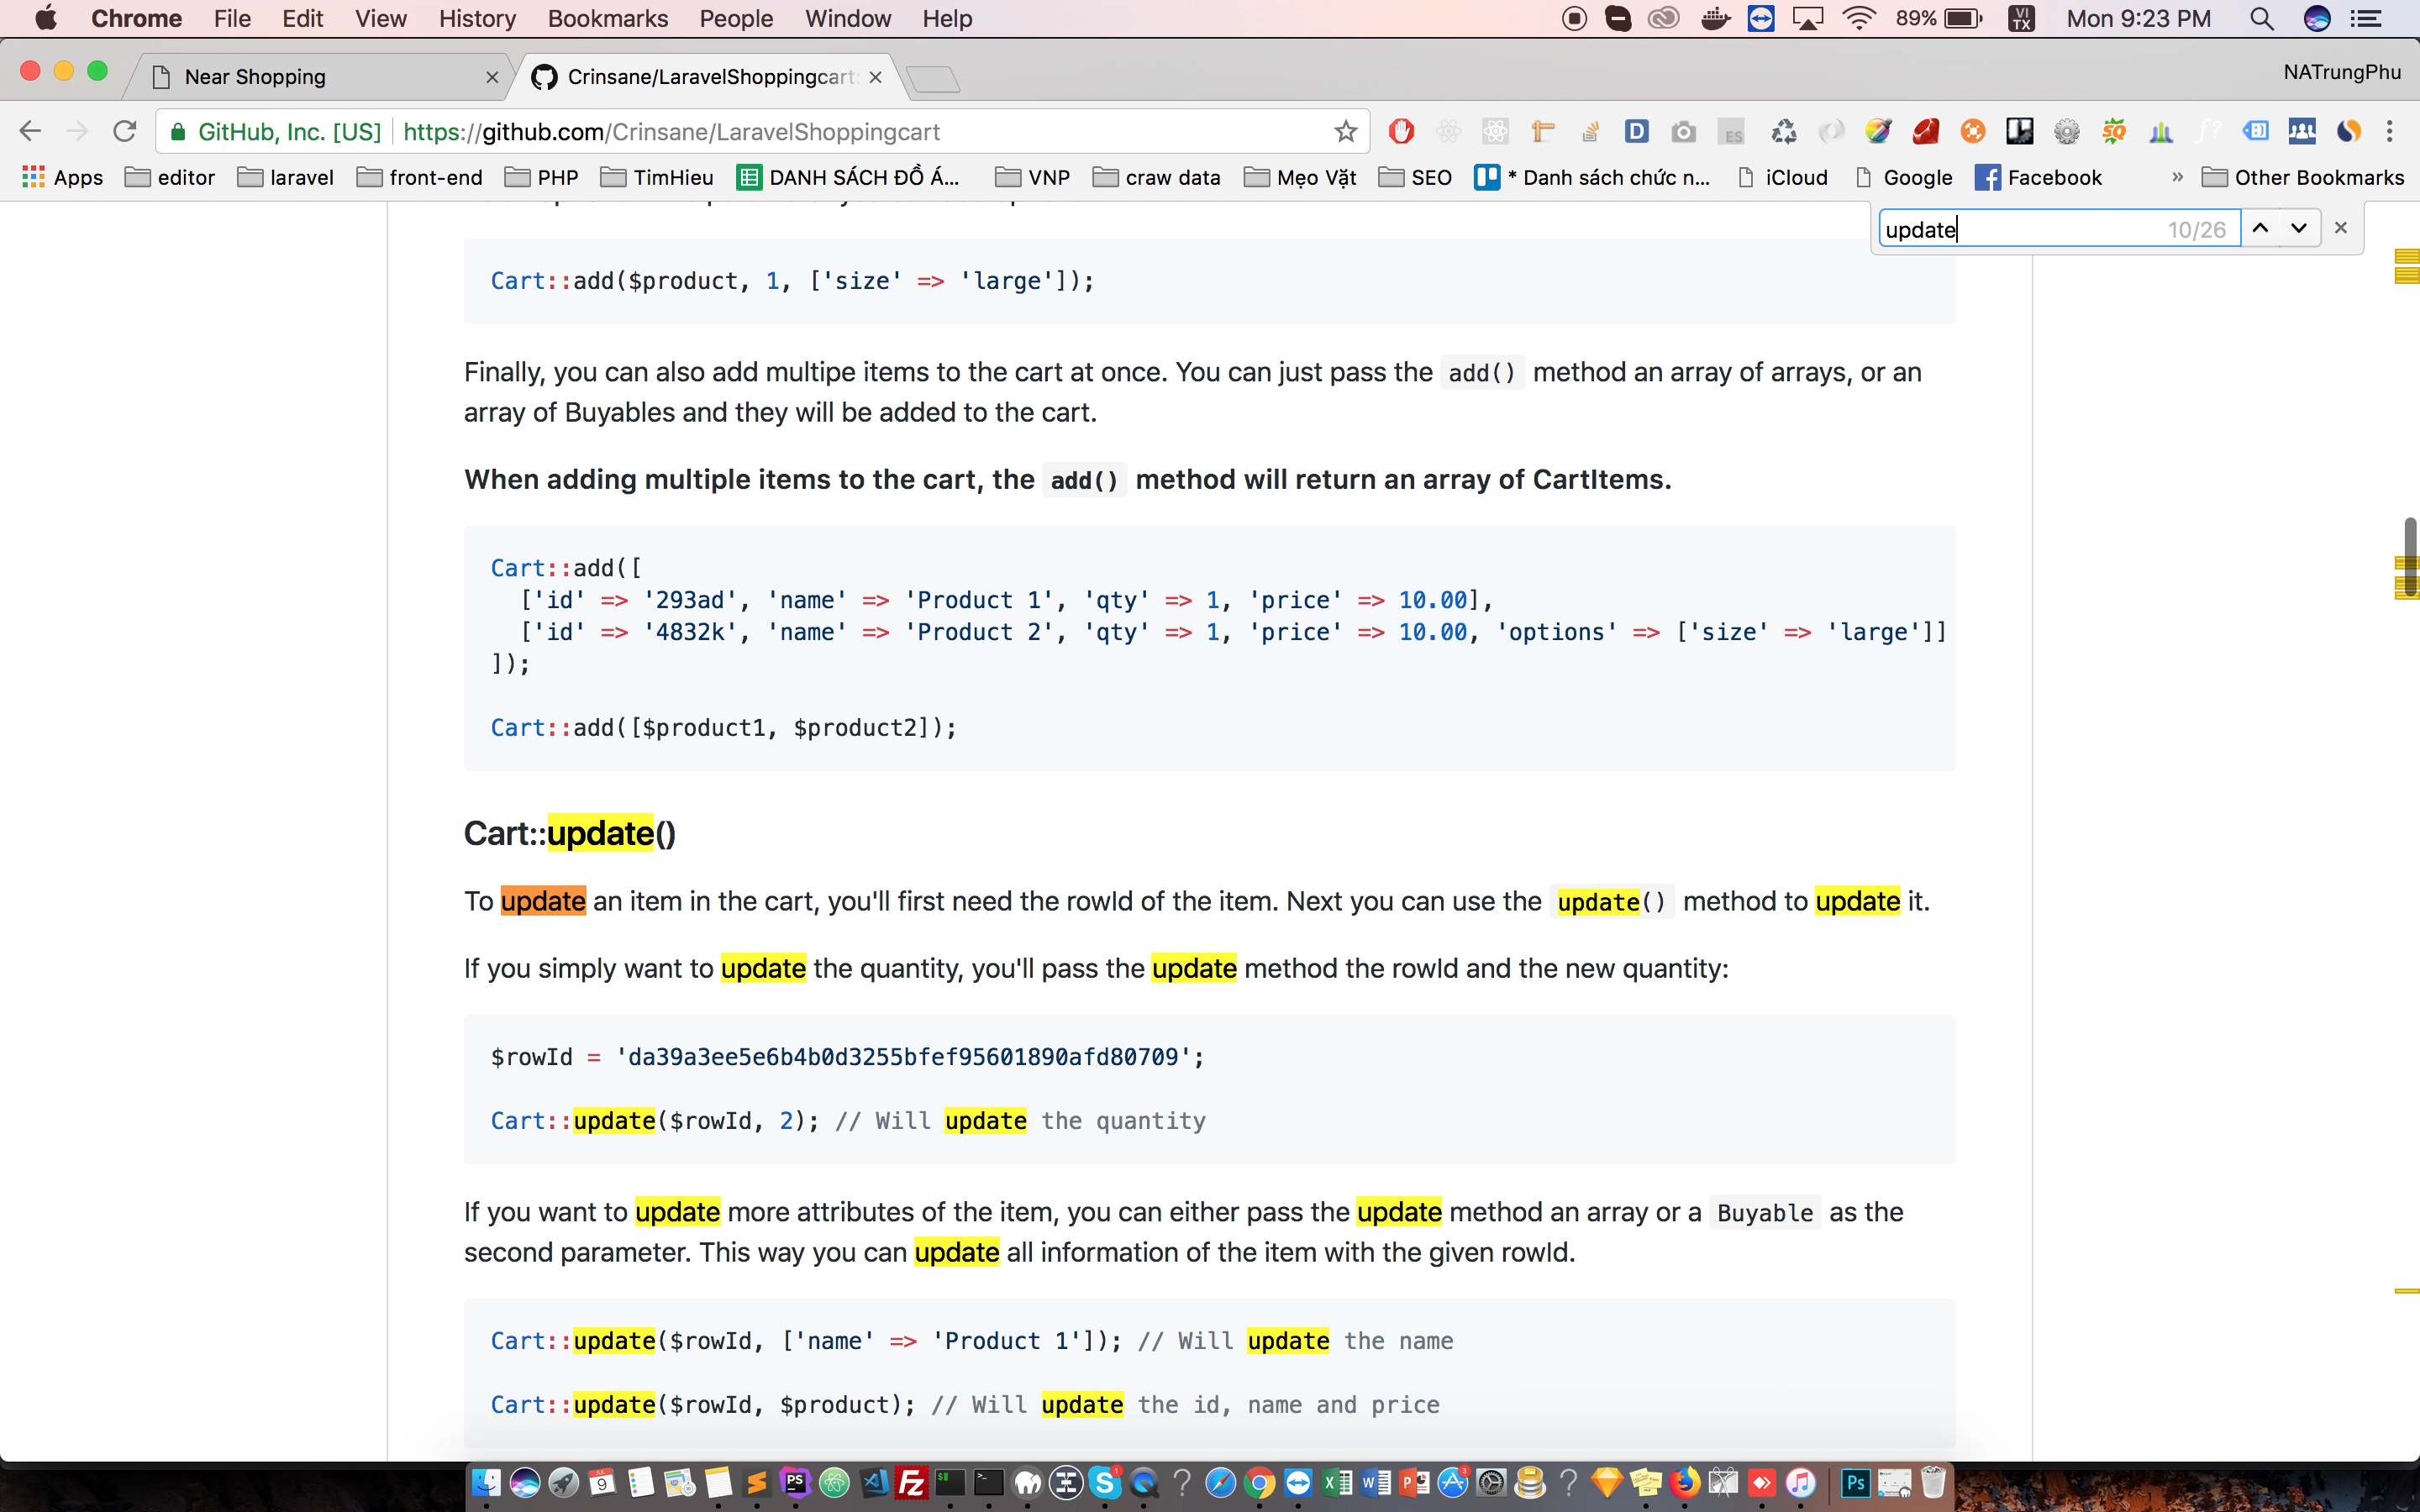 Chrome File Edit View History Bookmarks People Window Help 89% VI TX Mon 9:23 PM
Near Shopping Crinsane/LaravelShoppingcart: NATrungPhu
GitHub, Inc. [US] https://github.com/Crinsane/LaravelShoppingcart
Apps editor laravel front-end PHP TimHieu DANH SÁCH ĐỒ Á... VNP craw data Mẹo Vặt SEO * Danh sách chức n... iCloud Google Facebook » Other Bookmarks
update 10/26
Cart::add($product, 1, ['size' => 'large']);
Finally, you can also add multipe items to the cart at once. You can just pass the add() method an array of arrays, or an
array of Buyables and they will be added to the cart.
When adding multiple items to the cart, the add() method will return an array of CartItems.
Cart::add([
['id' => '293ad', 'name' => 'Product 1', 'qty' => 1, 'price' => 10.00],
['id' => '4832k', 'name' => 'Product 2', 'qty' => 1, 'price' => 10.00, 'options' => ['size' => 'large']]
]);
Cart::add([$product1, $product2]);
Cart::update()
To update an item in the cart, you'll first need the rowId of the item. Next you can use the update() method to update it.
If you simply want to update the quantity, you'll pass the update method the rowId and the new quantity:
$rowId = 'da39a3ee5e6b4b0d3255bfef95601890afd80709';
Cart::update($rowId, 2); // Will update the quantity
If you want to update more attributes of the item, you can either pass the update method an array or a Buyable as the
second parameter. This way you can update all information of the item with the given rowId.
Cart::update($rowId, ['name' => 'Product 1']); // Will update the name
Cart::update($rowId, $product); // Will update the id, name and price